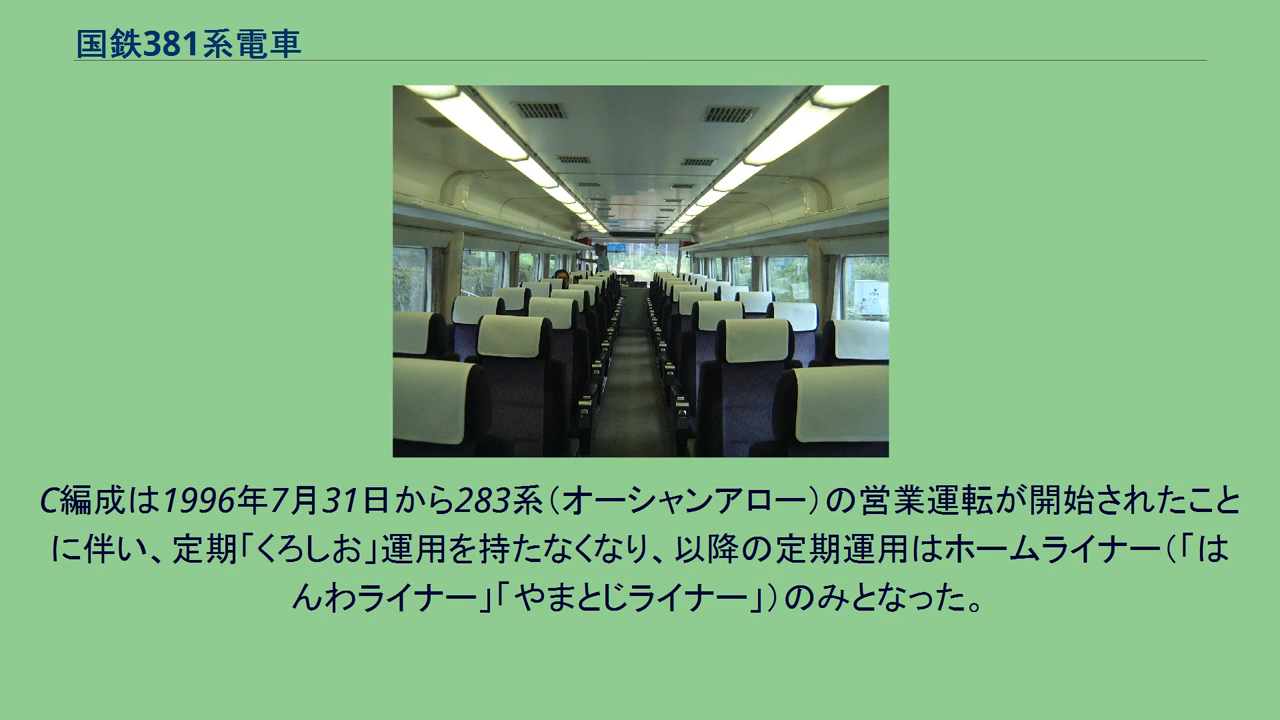 国鉄381系電車
C編成は1996年7月31日から283系（オーシャンアロー）の営業運転が開始されたこと
に伴い、定期「くろしお」運用を持たなくなり、以降の定期運用はホームライナー（「は
んわライナー」「やまとじライナー」）のみとなった。